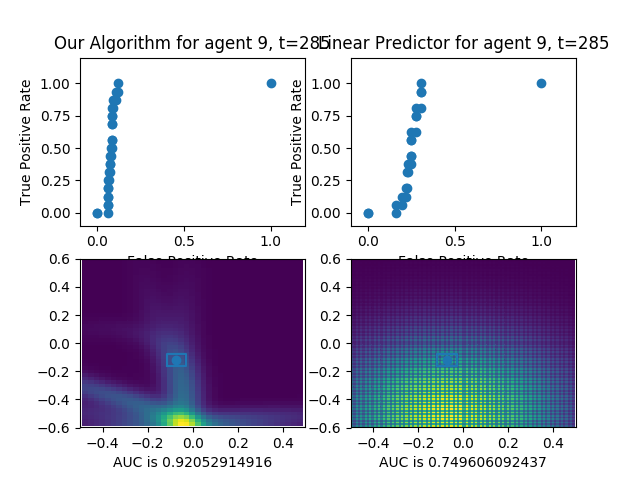 Our Algorithm for agent 9, t=285
Linear Predictor for agent 9, t=285
True Positive Rate
1.00
0.75
0.50
0.25
0.00
0.0 0.5 1.0
False Positive Rate
True Positive Rate
1.00
0.75
0.50
0.25
0.00
0.0 0.5 1.0
False Positive Rate
0.6
0.4
0.2
0.0
−0.2
−0.4
−0.6
−0.4 −0.2 0.0 0.2 0.4
AUC is 0.92052914916
0.6
0.4
0.2
0.0
−0.2
−0.4
−0.6
−0.4 −0.2 0.0 0.2 0.4
AUC is 0.749606092437